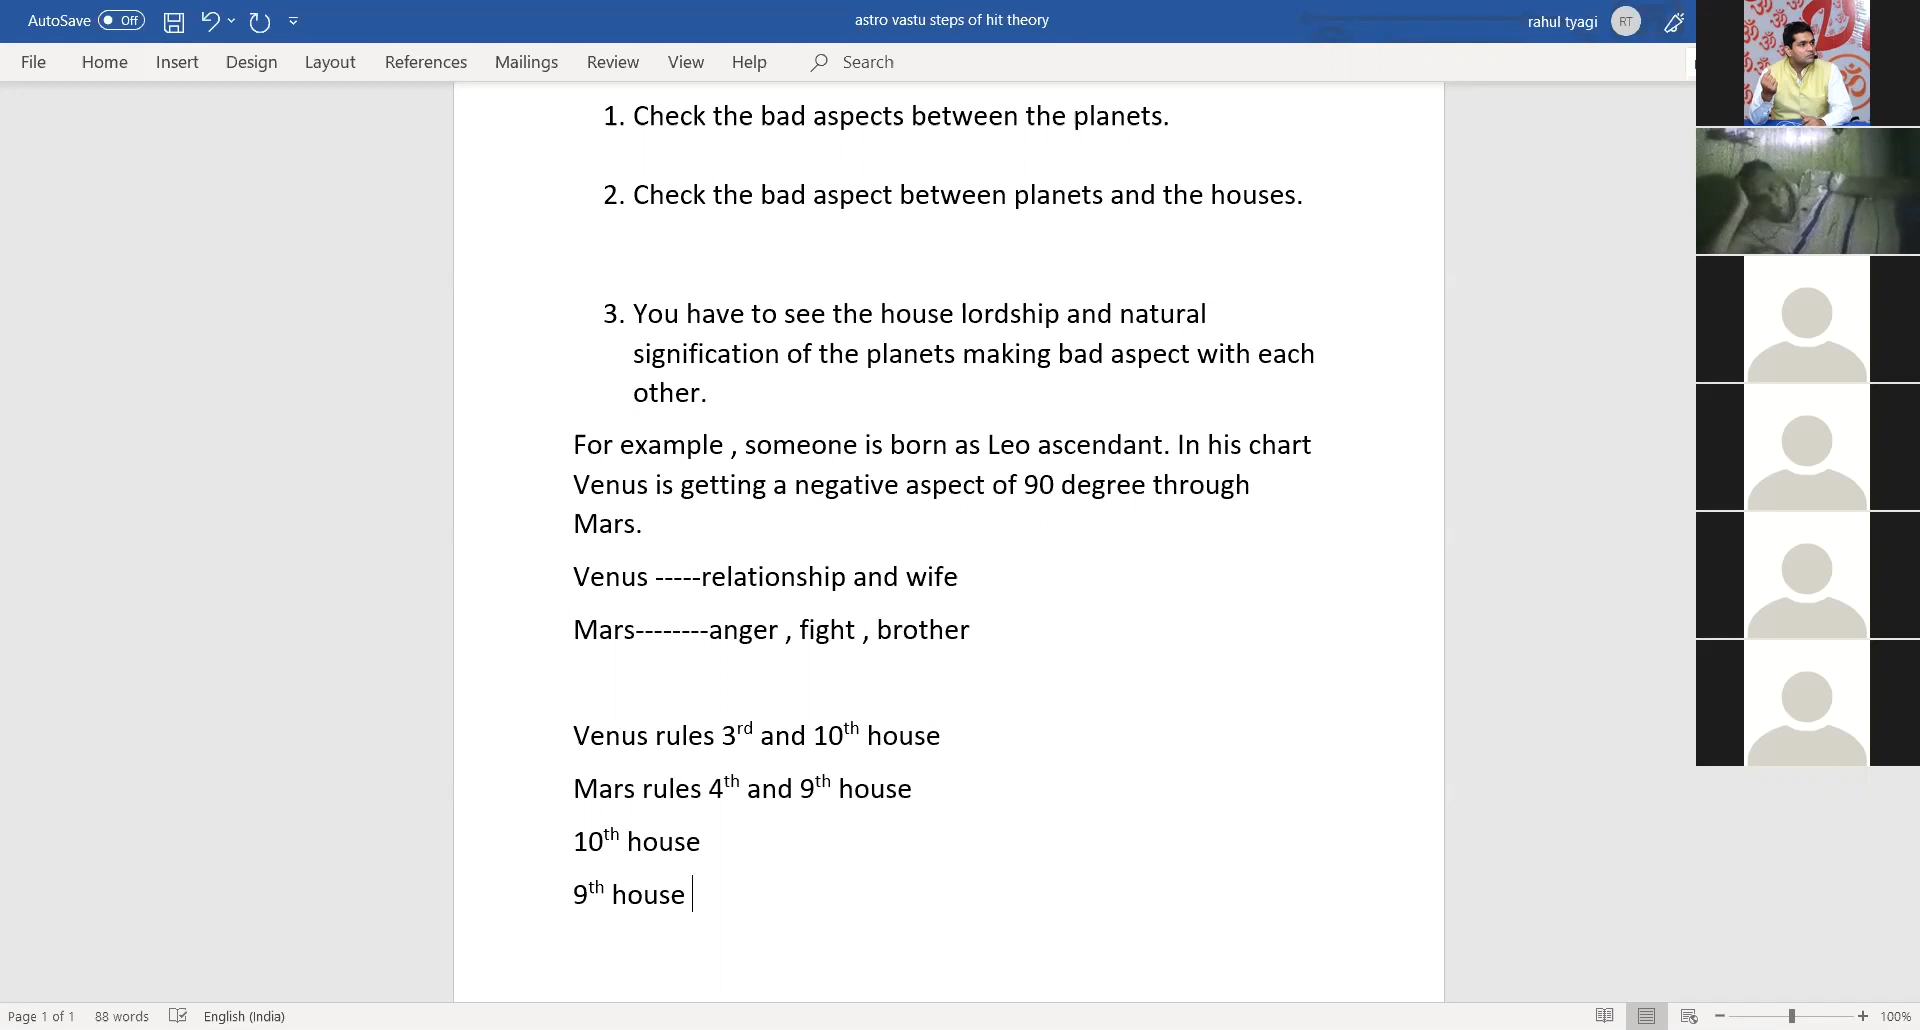 AutoSave Off astro vastu steps of hit theory rahul tyagi RT
File Home Insert Design Layout References Mailings Review View Help Search
1. Check the bad aspects between the planets.
2. Check the bad aspect between planets and the houses.
3. You have to see the house lordship and natural
signification of the planets making bad aspect with each
other.
For example , someone is born as Leo ascendant. In his chart
Venus is getting a negative aspect of 90 degree through
Mars.
Venus -----relationship and wife
Mars--------anger , fight , brother
Venus rules 3rd and 10th house
Mars rules 4th and 9th house
10th house
9th house
Page 1 of 1 88 words English (India) 100%